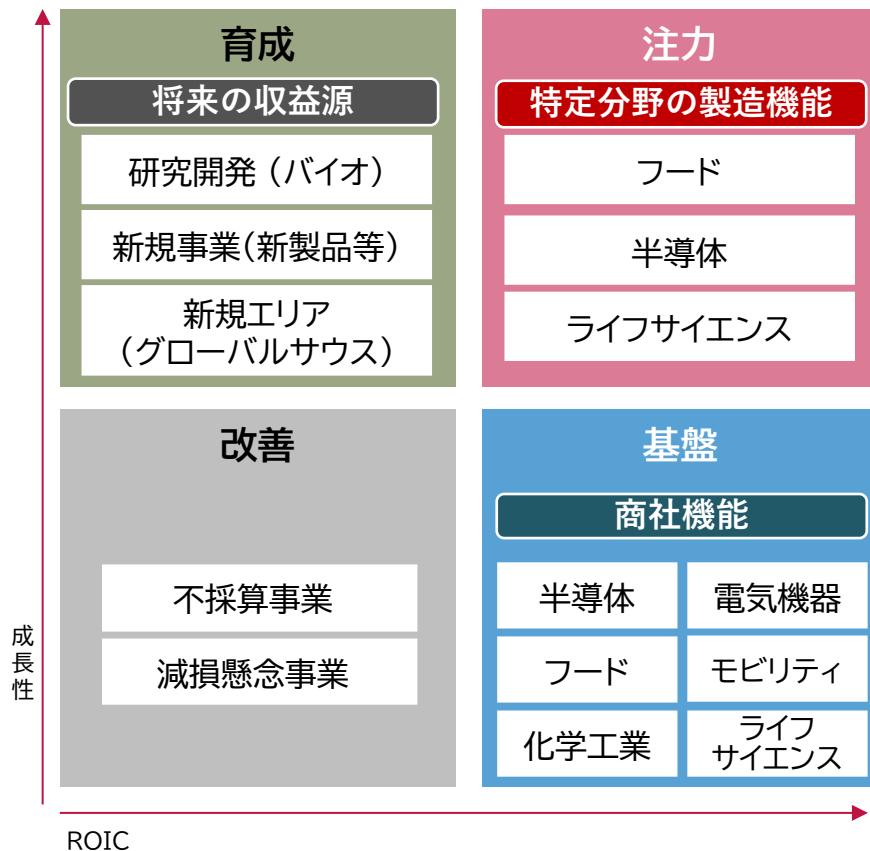 育成
将来の収益源
研究開発（バイオ）
新規事業（新製品等）
新規エリア
（グローバルサウス）
注力
特定分野の製造機能
フード
半導体
ライフサイエンス
改善
不採算事業
減損懸念事業
基盤
商社機能
半導体
電気機器
フード
モビリティ
化学工業
ライフ
サイエンス
成長性
ROIC